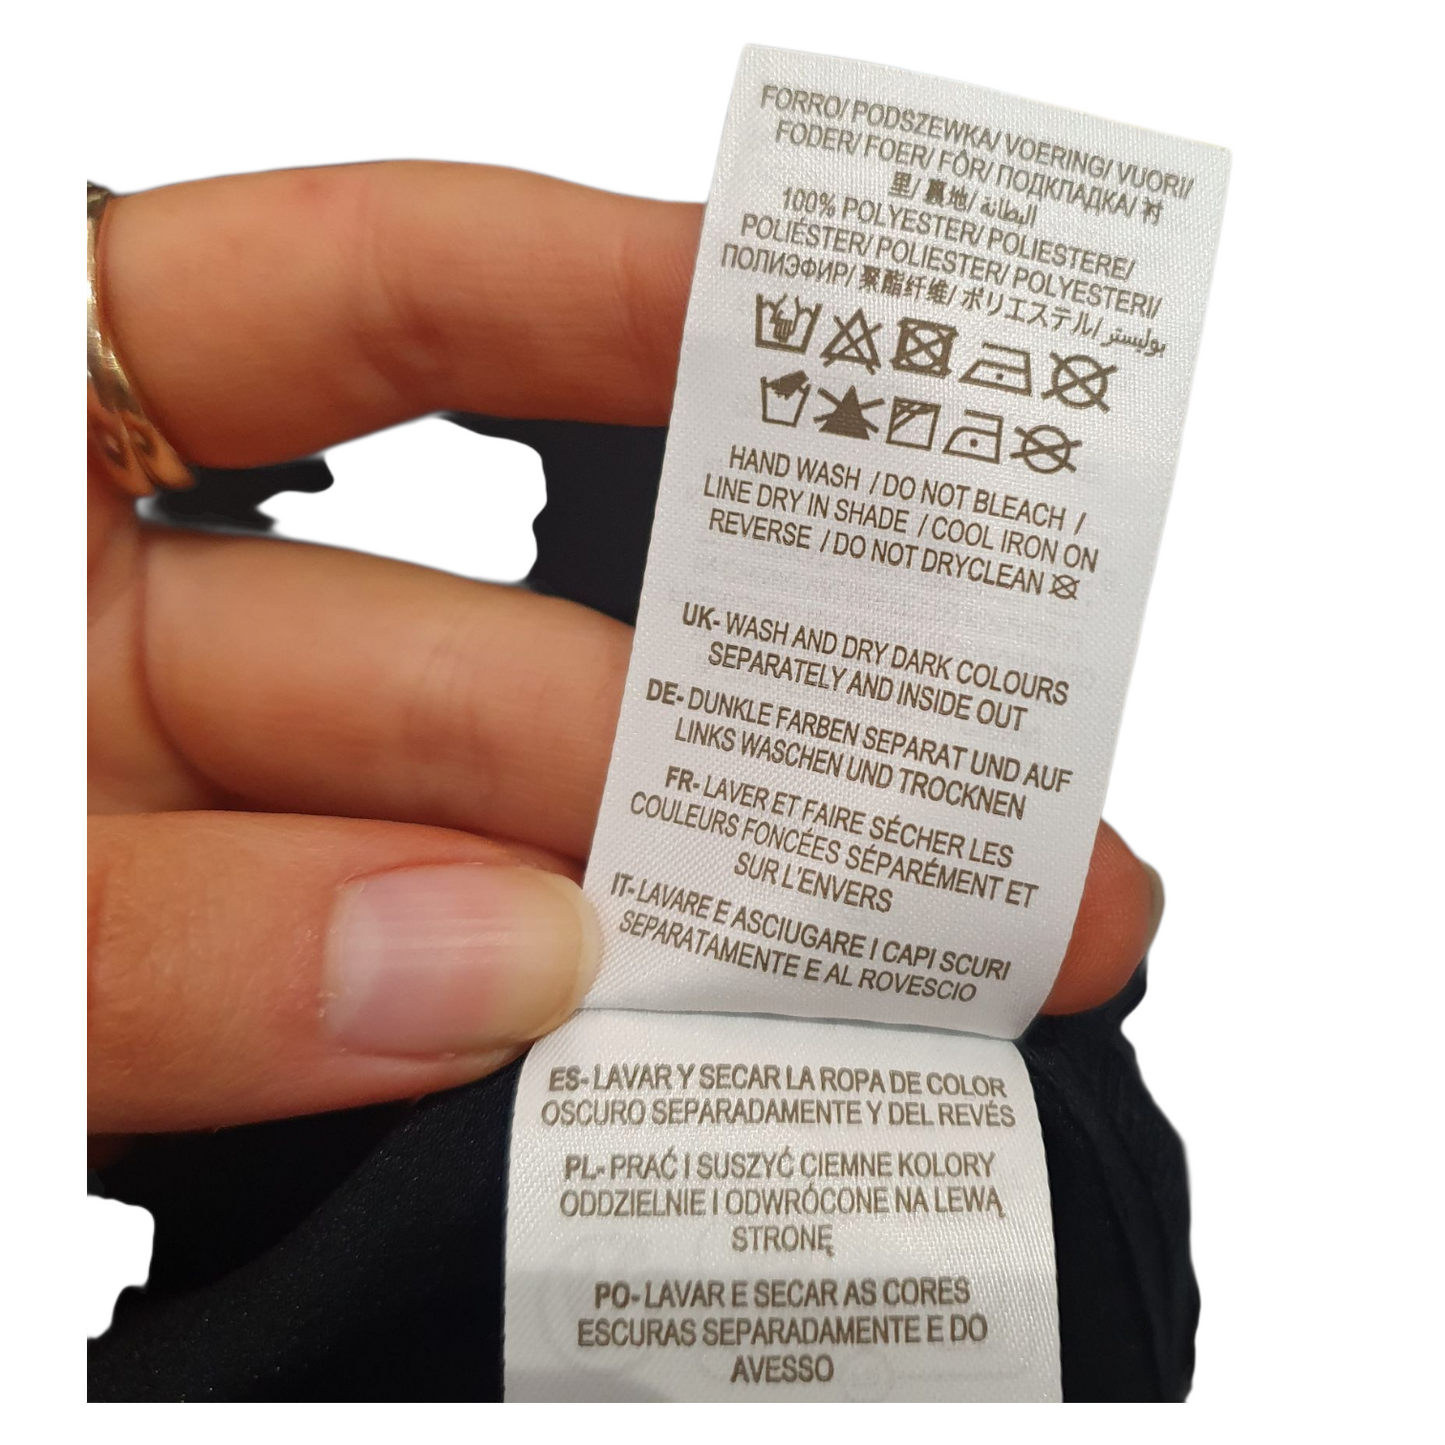 FORRO/ PODSZEWKA/ VOERING/ VUORI/
FODER/ FOER/ FÔR/ ПОДКЛАДКА/ 衬
里/ 裏地/ البطانة
100% POLYESTER/ POLIESTERE/
POLIÉSTER/ POLIESTER/ POLYESTERI/
ПОЛИЭФИР/ 聚酯纤维/ ポリエステル/ بوليستر
HAND WASH / DO NOT BLEACH /
LINE DRY IN SHADE / COOL IRON ON
REVERSE / DO NOT DRYCLEAN
UK- WASH AND DRY DARK COLOURS
SEPARATELY AND INSIDE OUT
DE- DUNKLE FARBEN SEPARAT UND AUF
LINKS WASCHEN UND TROCKNEN
FR- LAVER ET FAIRE SÉCHER LES
COULEURS FONCÉES SÉPARÉMENT ET
SUR L'ENVERS
IT- LAVARE E ASCIUGARE I CAPI SCURI
SEPARATAMENTE E AL ROVESCIO
ES- LAVAR Y SECAR LA ROPA DE COLOR
OSCURO SEPARADAMENTE Y DEL REVÉS
PL- PRAĆ I SUSZYĆ CIEMNE KOLORY
ODDZIELNIE I ODWRÓCONE NA LEWĄ
STRONĘ
PO- LAVAR E SECAR AS CORES
ESCURAS SEPARADAMENTE E DO
AVESSO